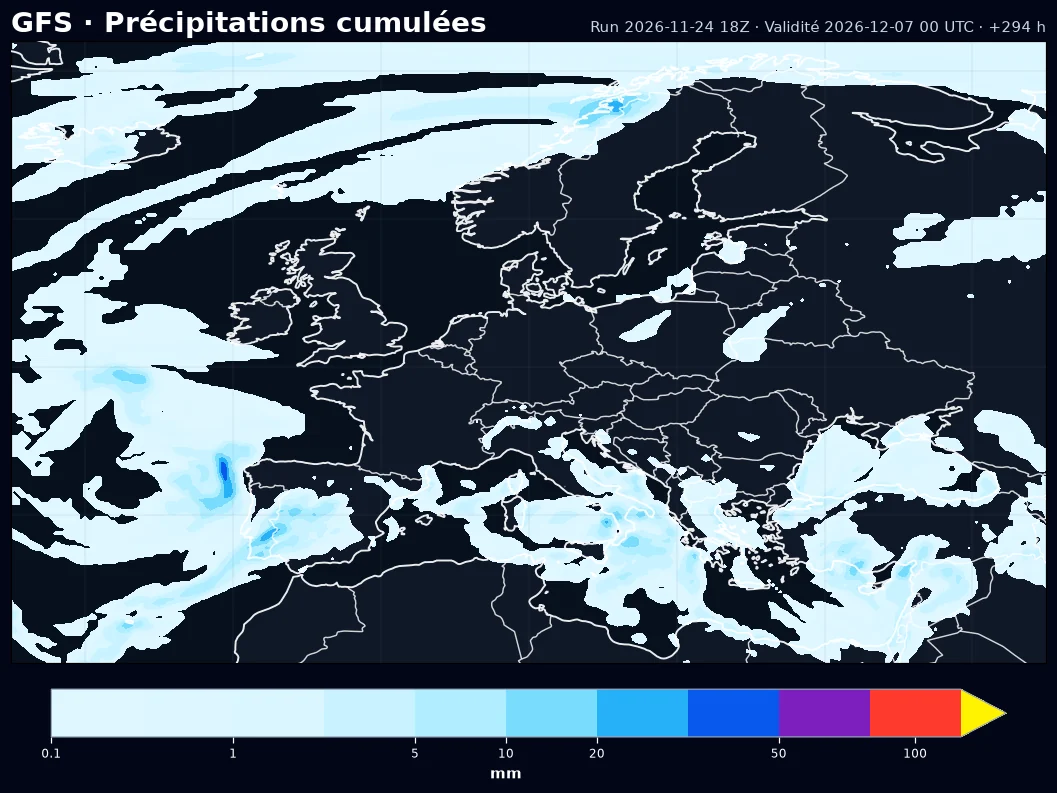 GFS · Précipitations cumulées
Run 2026-11-24 18Z · Validité 2026-12-07 00 UTC · +294 h
0.1 1 5 10 20 50 100
mm